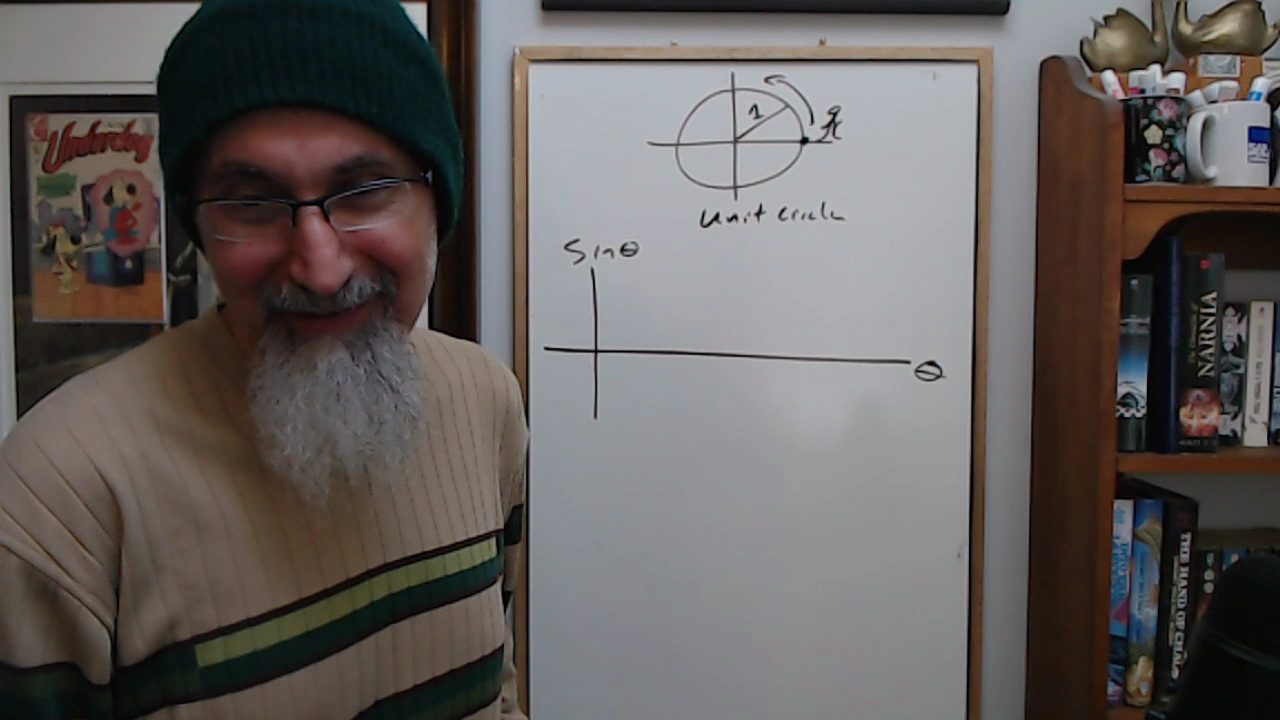 Underdog
1
Unit circle
Sin θ
θ
NARNIA
THE HAND OF CHAOS